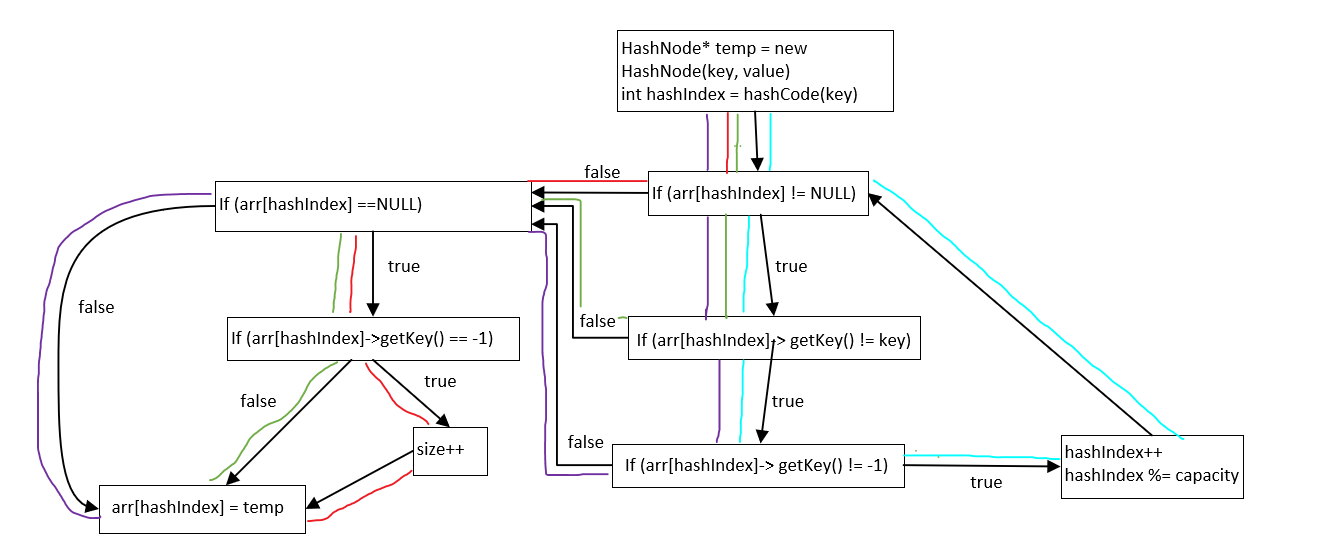 HashNode* temp = new
HashNode(key, value)
int hashIndex = hashCode(key)
false
If (arr[hashIndex] ==NULL)
If (arr[hashIndex] != NULL)
true
true
false
false
If (arr[hashIndex]->getKey() == -1)
If (arr[hashIndex]-> getKey() != key)
true
false
true
false
size++
If (arr[hashIndex]-> getKey() != -1)
true
hashIndex++
hashIndex %= capacity
arr[hashIndex] = temp